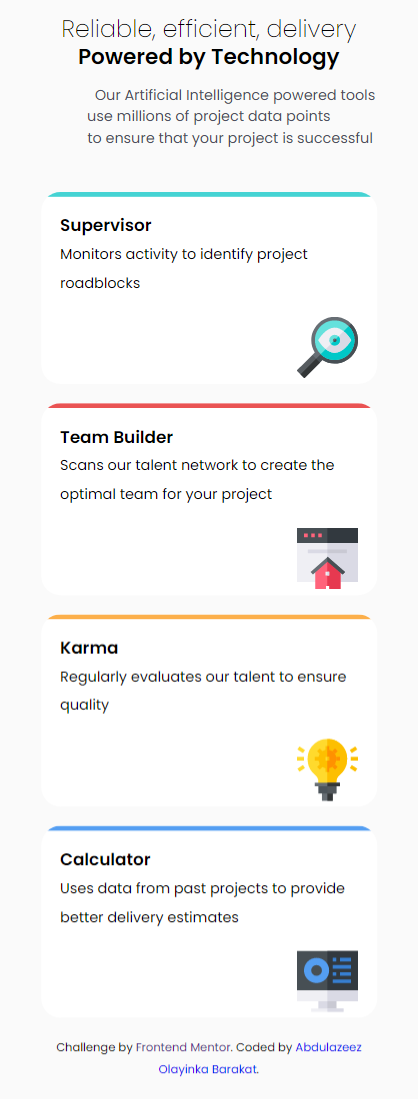 Reliable, efficient, delivery
Powered by Technology
Our Artificial Intelligence powered tools
use millions of project data points
to ensure that your project is successful
Supervisor
Monitors activity to identify project
roadblocks
Team Builder
Scans our talent network to create the
optimal team for your project
Karma
Regularly evaluates our talent to ensure
quality
Calculator
Uses data from past projects to provide
better delivery estimates
Challenge by Frontend Mentor. Coded by Abdulazeez
Olayinka Barakat.